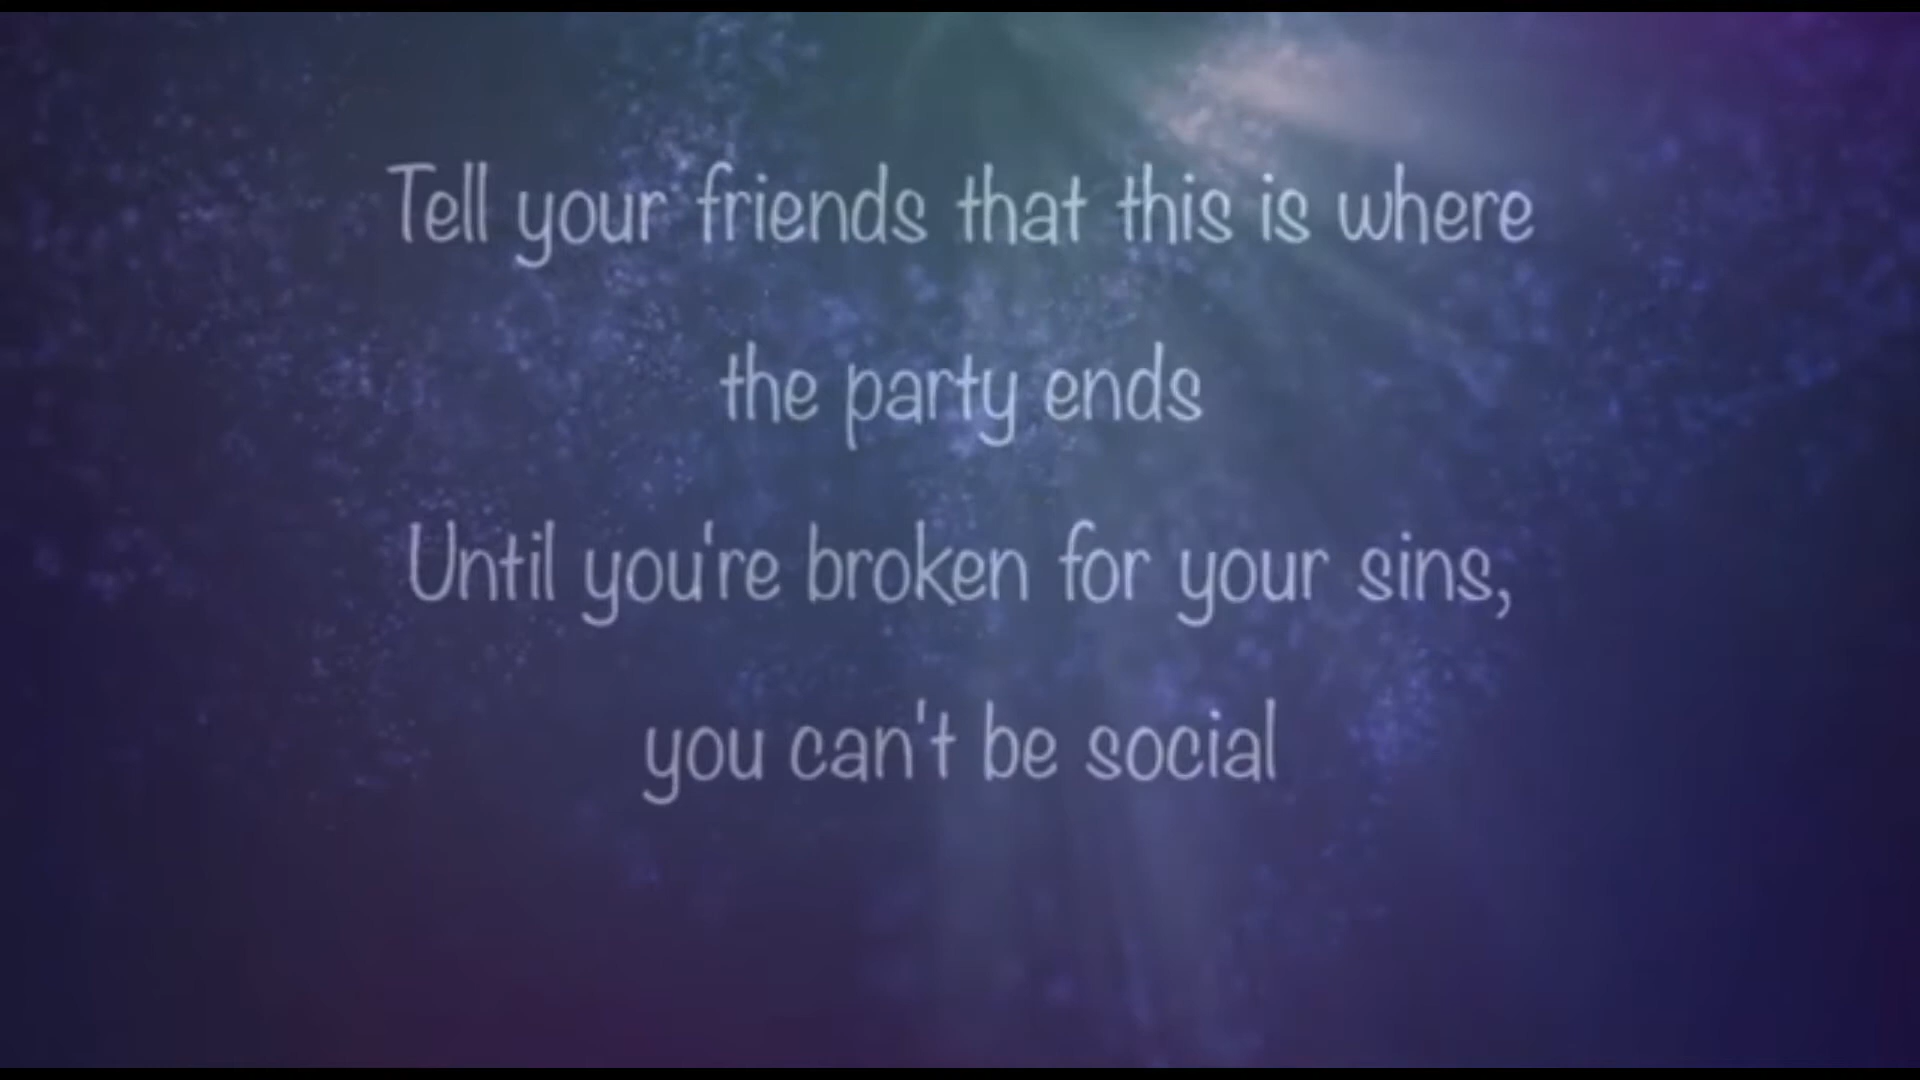 Tell your friends that this is where
the party ends
Until you're broken for your sins,
you can't be social